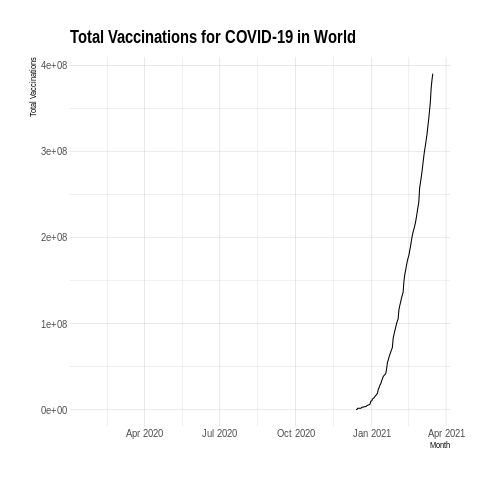 Total Vaccinations for COVID-19 in World
Total Vaccinations
4e+08
3e+08
2e+08
1e+08
0e+00
Apr 2020 Jul 2020 Oct 2020 Jan 2021 Apr 2021
Month